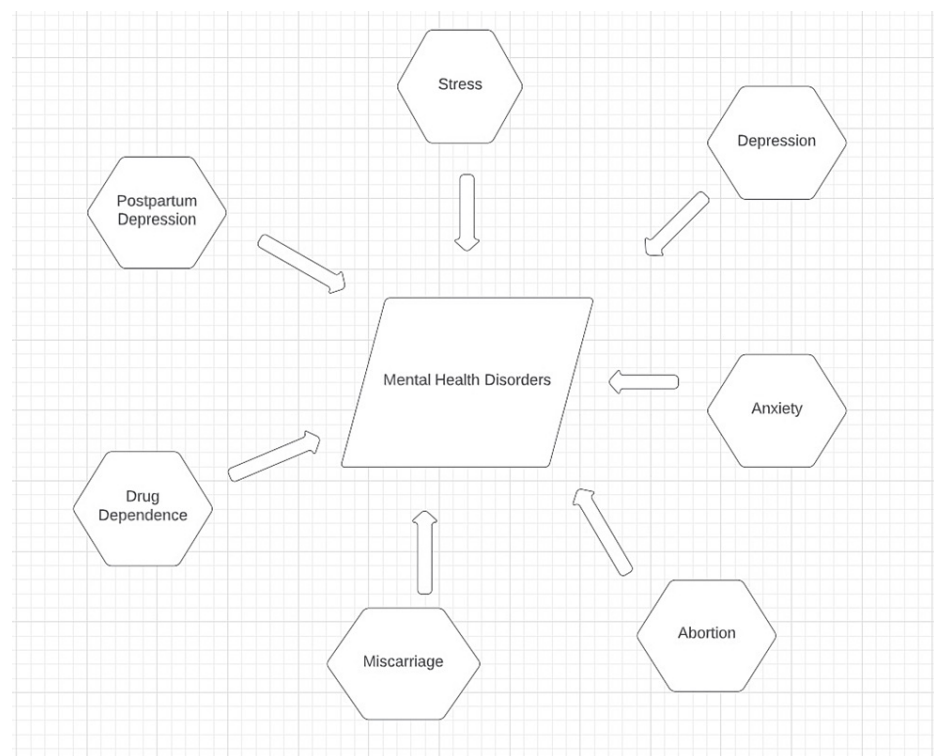 Stress
Depression
Postpartum
Depression
Mental Health Disorders
Anxiety
Drug
Dependence
Abortion
Miscarriage